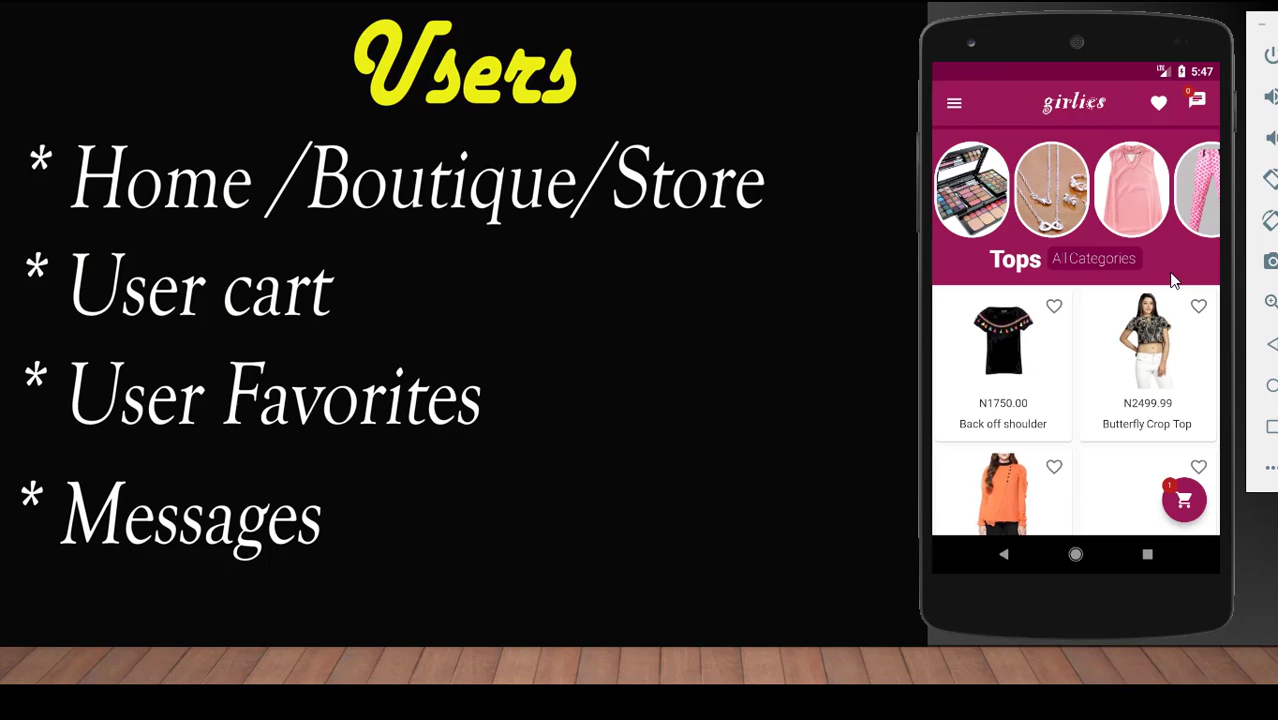 Users
* Home /Boutique/Store
* User cart
* User Favorites
* Messages
LTE 5:47
girlies
0
Tops All Categories
N1750.00
Back off shoulder
N2499.99
Butterfly Crop Top
1